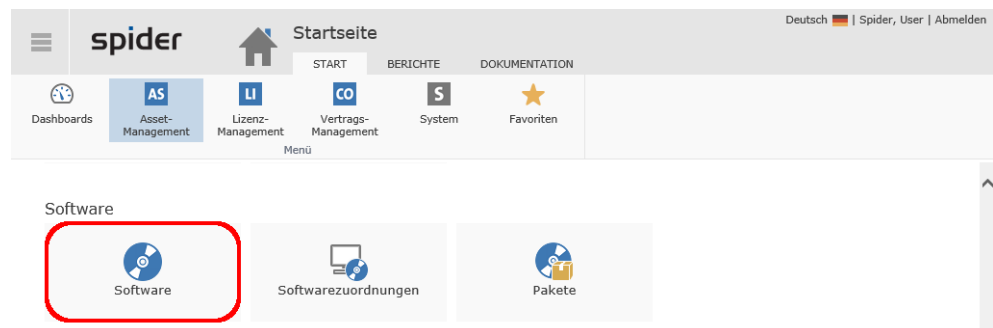 Deutsch | Spider, User | Abmelden
spider
Startseite
START BERICHTE DOKUMENTATION
AS LI CO S
Dashboards Asset-Management Lizenz-Management Vertrags-Management System Favoriten
Menü
Software
Software Softwarezuordnungen Pakete